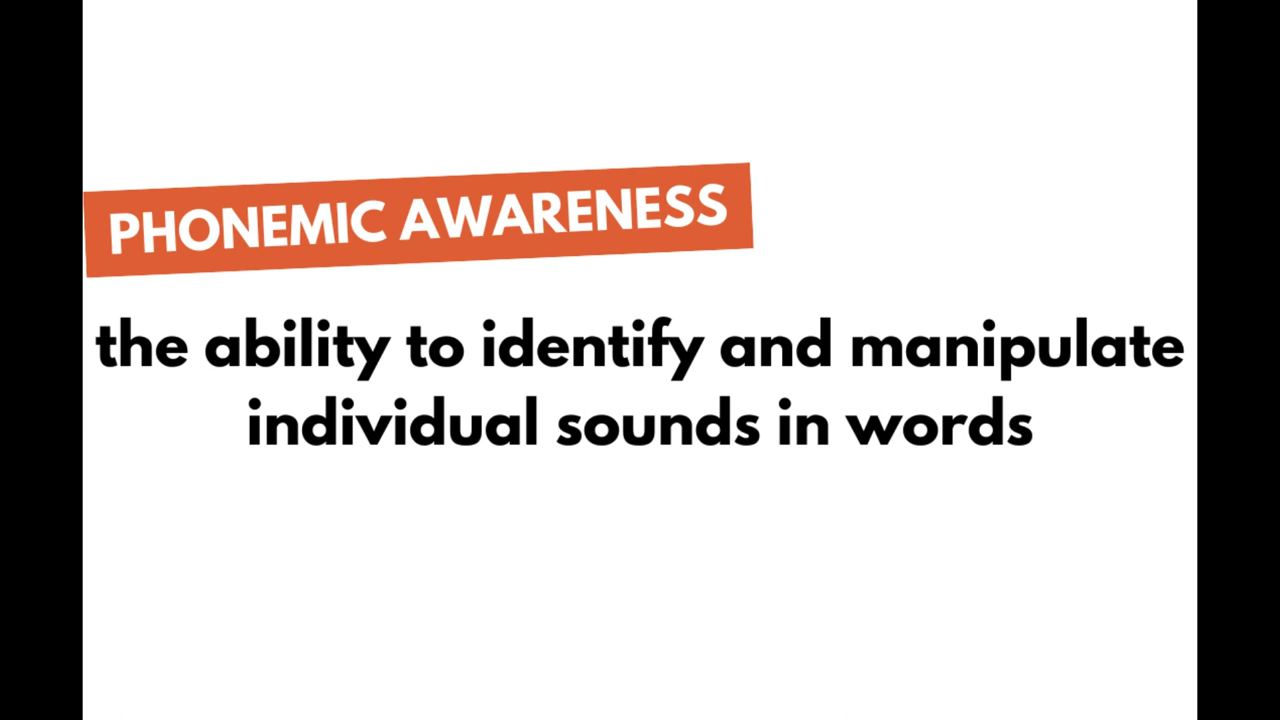 PHONEMIC AWARENESS
the ability to identify and manipulate
individual sounds in words